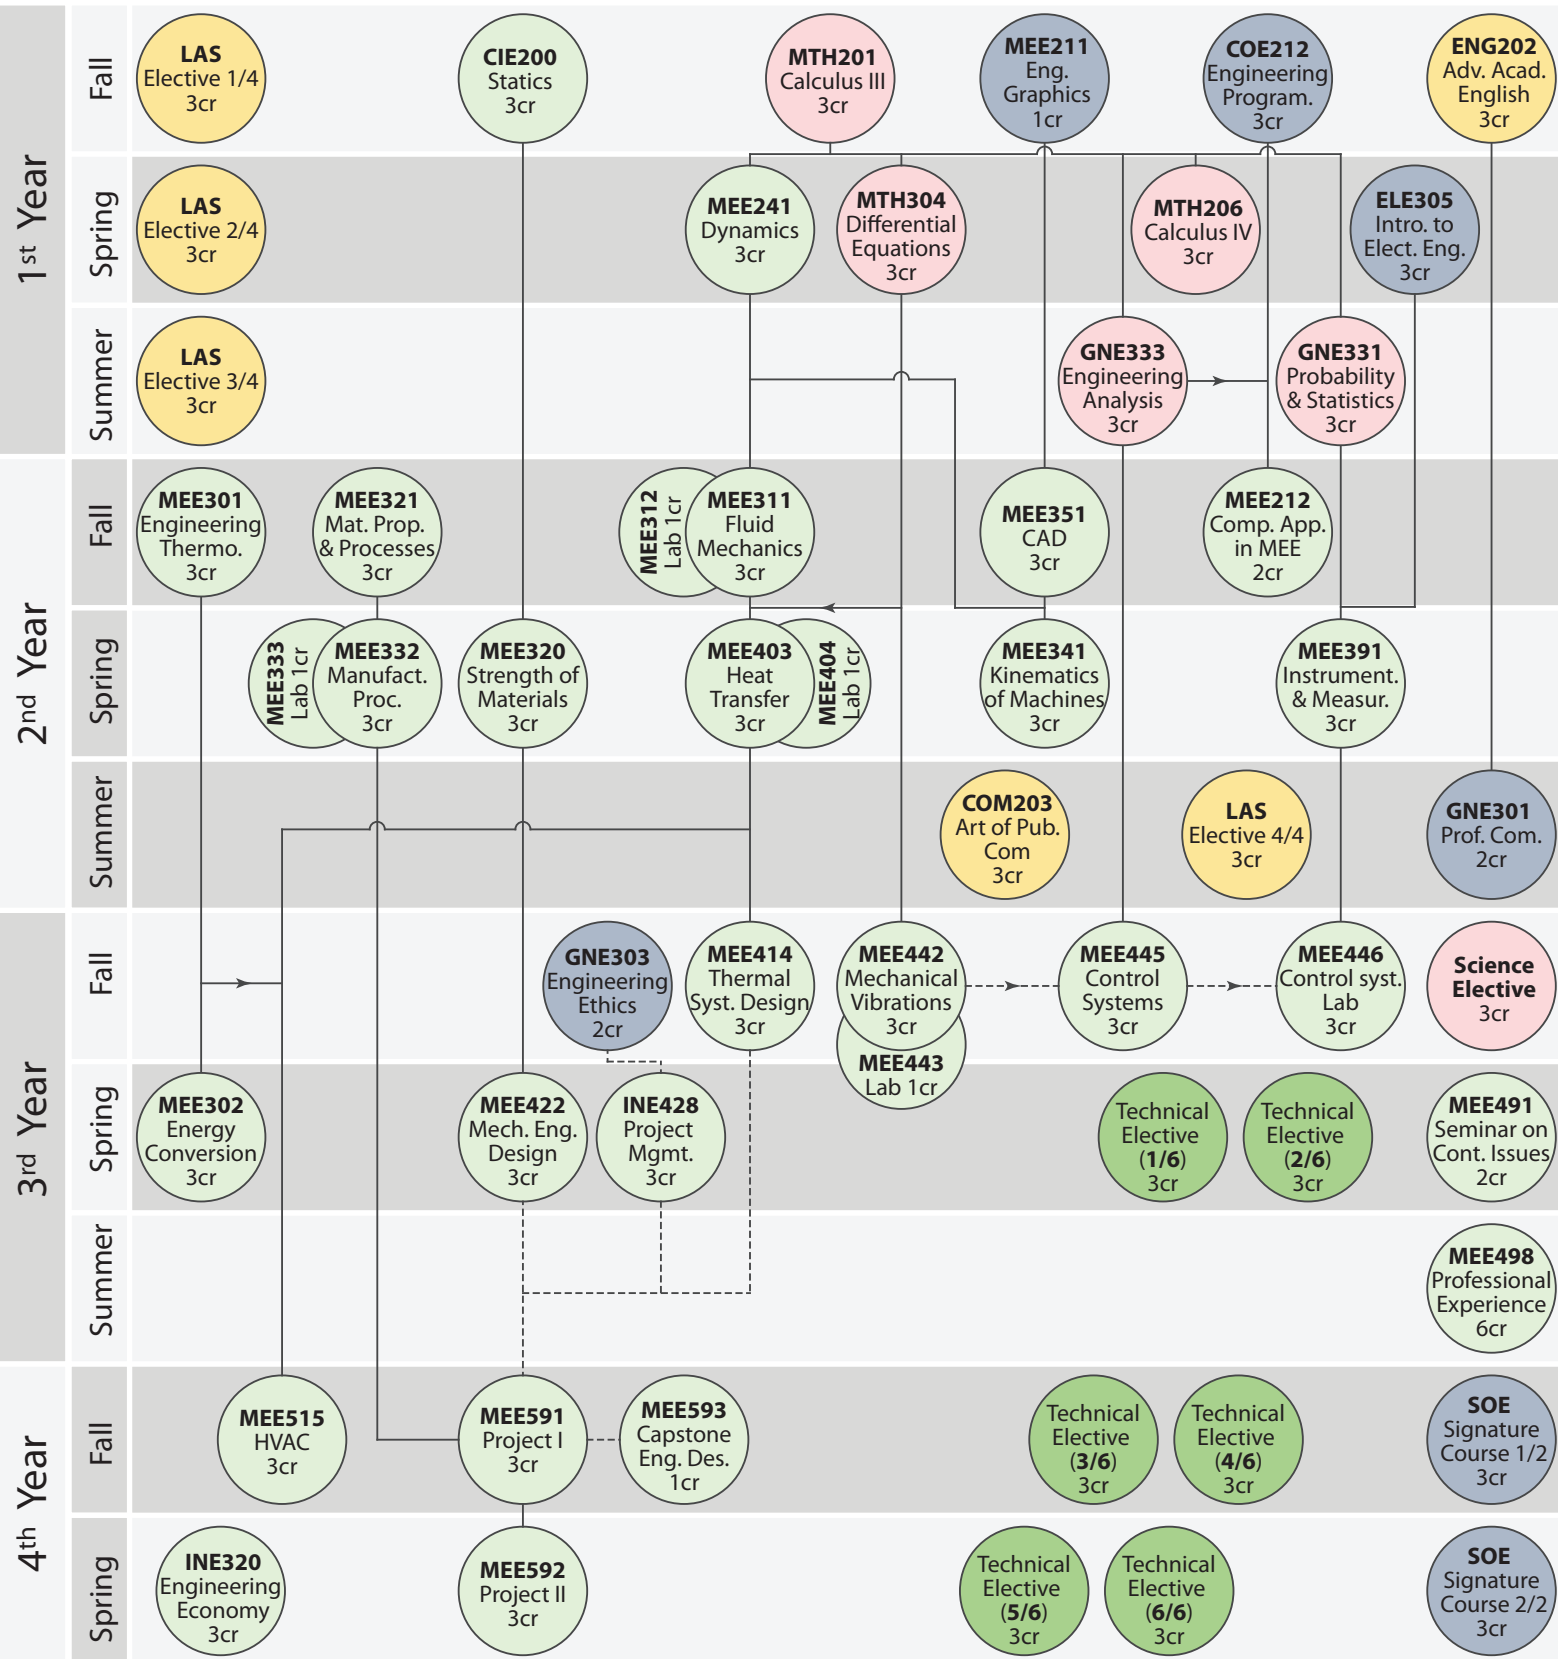 1st Year
Fall
LAS
Elective 1/4
3cr
CIE200
Statics
3cr
MTH201
Calculus III
3cr
MEE211
Eng.
Graphics
1cr
COE212
Engineering
Program.
3cr
ENG202
Adv. Acad.
English
3cr
Spring
LAS
Elective 2/4
3cr
MEE241
Dynamics
3cr
MTH304
Differential
Equations
3cr
MTH206
Calculus IV
3cr
ELE305
Intro. to
Elect. Eng.
3cr
Summer
LAS
Elective 3/4
3cr
GNE333
Engineering
Analysis
3cr
GNE331
Probability
& Statistics
3cr
2nd Year
Fall
MEE301
Engineering
Thermo.
3cr
MEE321
Mat. Prop.
& Processes
3cr
MEE312
Lab 1cr
MEE311
Fluid
Mechanics
3cr
MEE351
CAD
3cr
MEE212
Comp. App.
in MEE
2cr
Spring
MEE333
Lab 1cr
MEE332
Manufact.
Proc.
3cr
MEE320
Strength of
Materials
3cr
MEE403
Heat
Transfer
3cr
MEE404
Lab 1cr
MEE341
Kinematics
of Machines
3cr
MEE391
Instrument.
& Measur.
3cr
Summer
COM203
Art of Pub.
Com
3cr
LAS
Elective 4/4
3cr
GNE301
Prof. Com.
2cr
3rd Year
Fall
GNE303
Engineering
Ethics
2cr
MEE414
Thermal
Syst. Design
3cr
MEE442
Mechanical
Vibrations
3cr
MEE443
Lab 1cr
MEE445
Control
Systems
3cr
MEE446
Control syst.
Lab
3cr
Science
Elective
3cr
Spring
MEE302
Energy
Conversion
3cr
MEE422
Mech. Eng.
Design
3cr
INE428
Project
Mgmt.
3cr
Technical
Elective
(1/6)
3cr
Technical
Elective
(2/6)
3cr
MEE491
Seminar on
Cont. Issues
2cr
Summer
MEE498
Professional
Experience
6cr
4th Year
Fall
MEE515
HVAC
3cr
MEE591
Project I
3cr
MEE593
Capstone
Eng. Des.
1cr
Technical
Elective
(3/6)
3cr
Technical
Elective
(4/6)
3cr
SOE
Signature
Course 1/2
3cr
Spring
INE320
Engineering
Economy
3cr
MEE592
Project II
3cr
Technical
Elective
(5/6)
3cr
Technical
Elective
(6/6)
3cr
SOE
Signature
Course 2/2
3cr